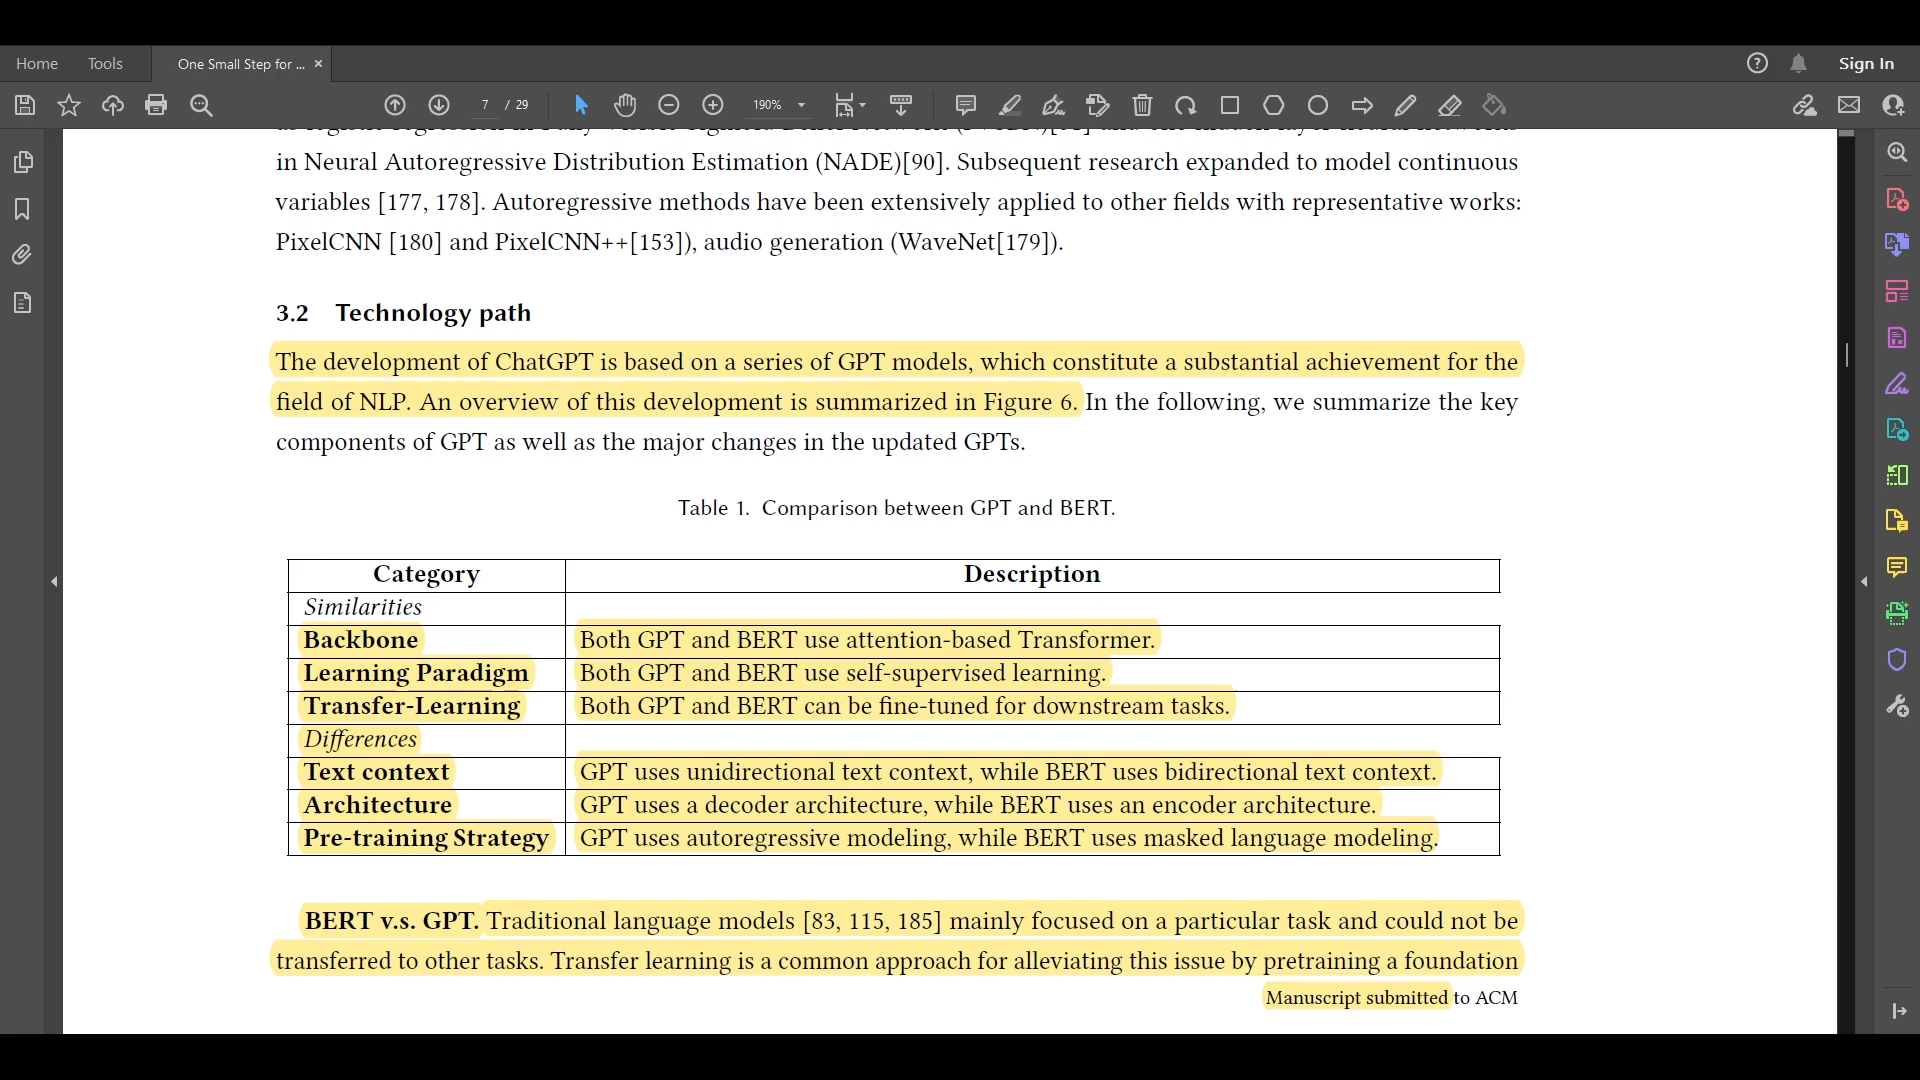 Home Tools One Small Step for ... × Sign In
7 / 29 190%
in Neural Autoregressive Distribution Estimation (NADE)[90]. Subsequent research expanded to model continuous
variables [177, 178]. Autoregressive methods have been extensively applied to other fields with representative works:
PixelCNN [180] and PixelCNN++[153]), audio generation (WaveNet[179]).
3.2 Technology path
The development of ChatGPT is based on a series of GPT models, which constitute a substantial achievement for the
field of NLP. An overview of this development is summarized in Figure 6. In the following, we summarize the key
components of GPT as well as the major changes in the updated GPTs.
Table 1. Comparison between GPT and BERT.
Category Description
Similarities
Backbone Both GPT and BERT use attention-based Transformer.
Learning Paradigm Both GPT and BERT use self-supervised learning.
Transfer-Learning Both GPT and BERT can be fine-tuned for downstream tasks.
Differences
Text context GPT uses unidirectional text context, while BERT uses bidirectional text context.
Architecture GPT uses a decoder architecture, while BERT uses an encoder architecture.
Pre-training Strategy GPT uses autoregressive modeling, while BERT uses masked language modeling.
BERT v.s. GPT. Traditional language models [83, 115, 185] mainly focused on a particular task and could not be
transferred to other tasks. Transfer learning is a common approach for alleviating this issue by pretraining a foundation
Manuscript submitted to ACM